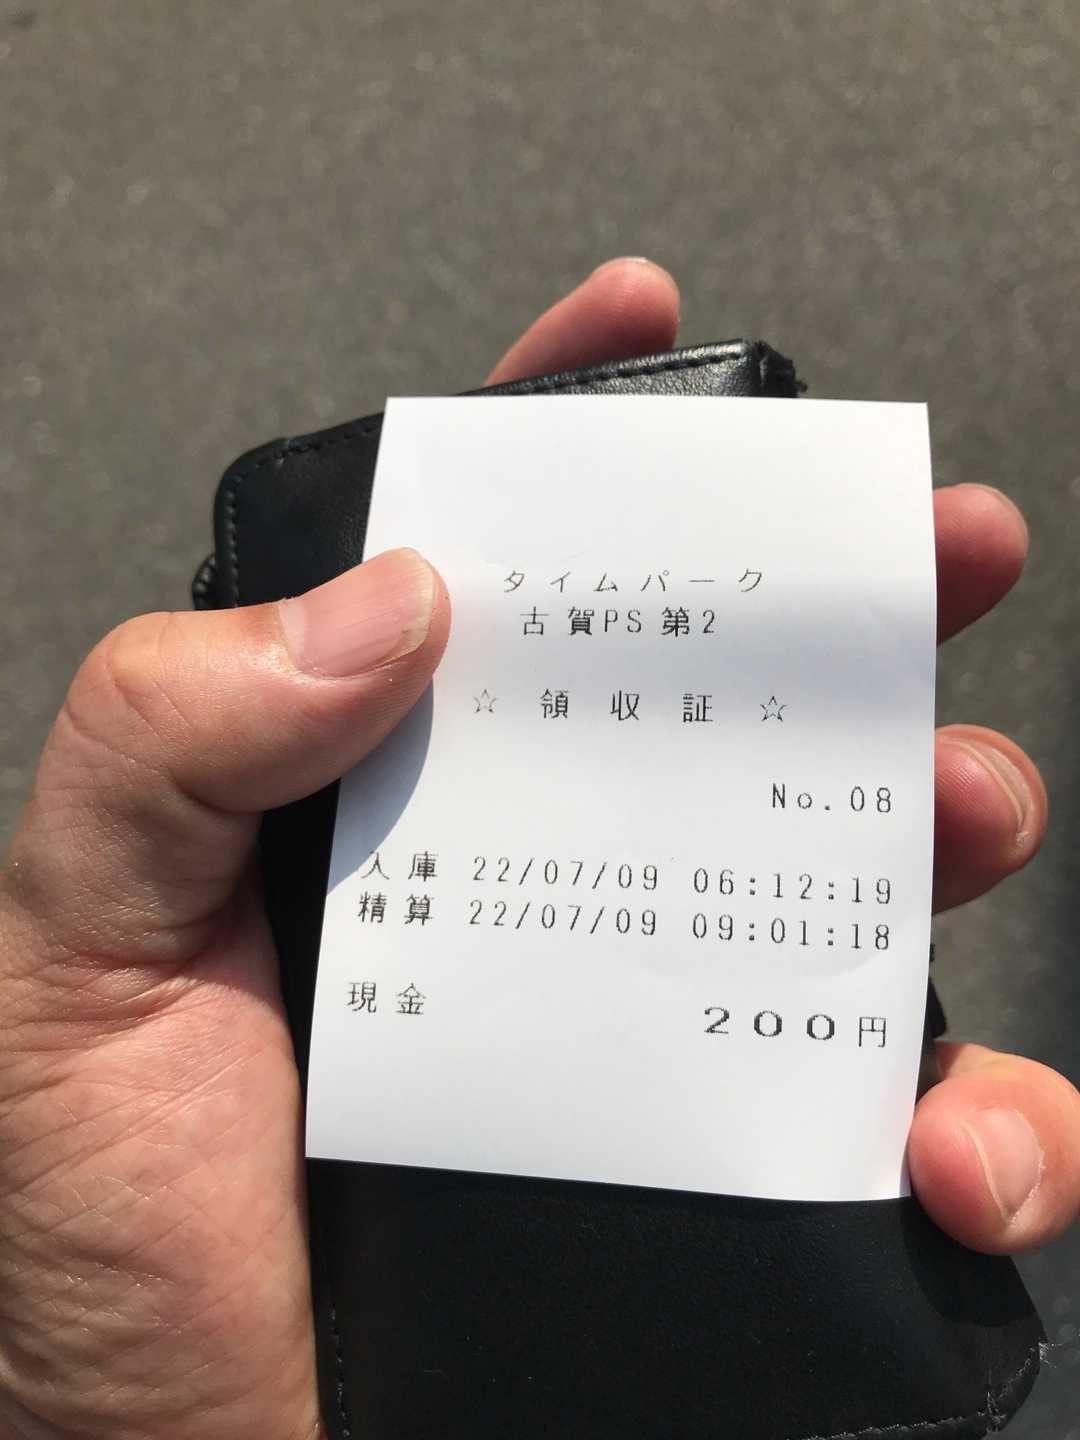 タイムパーク
古賀PS第2
☆ 領収証 ☆
No.08
入庫 22/07/09 06:12:19
精算 22/07/09 09:01:18
現金 200円